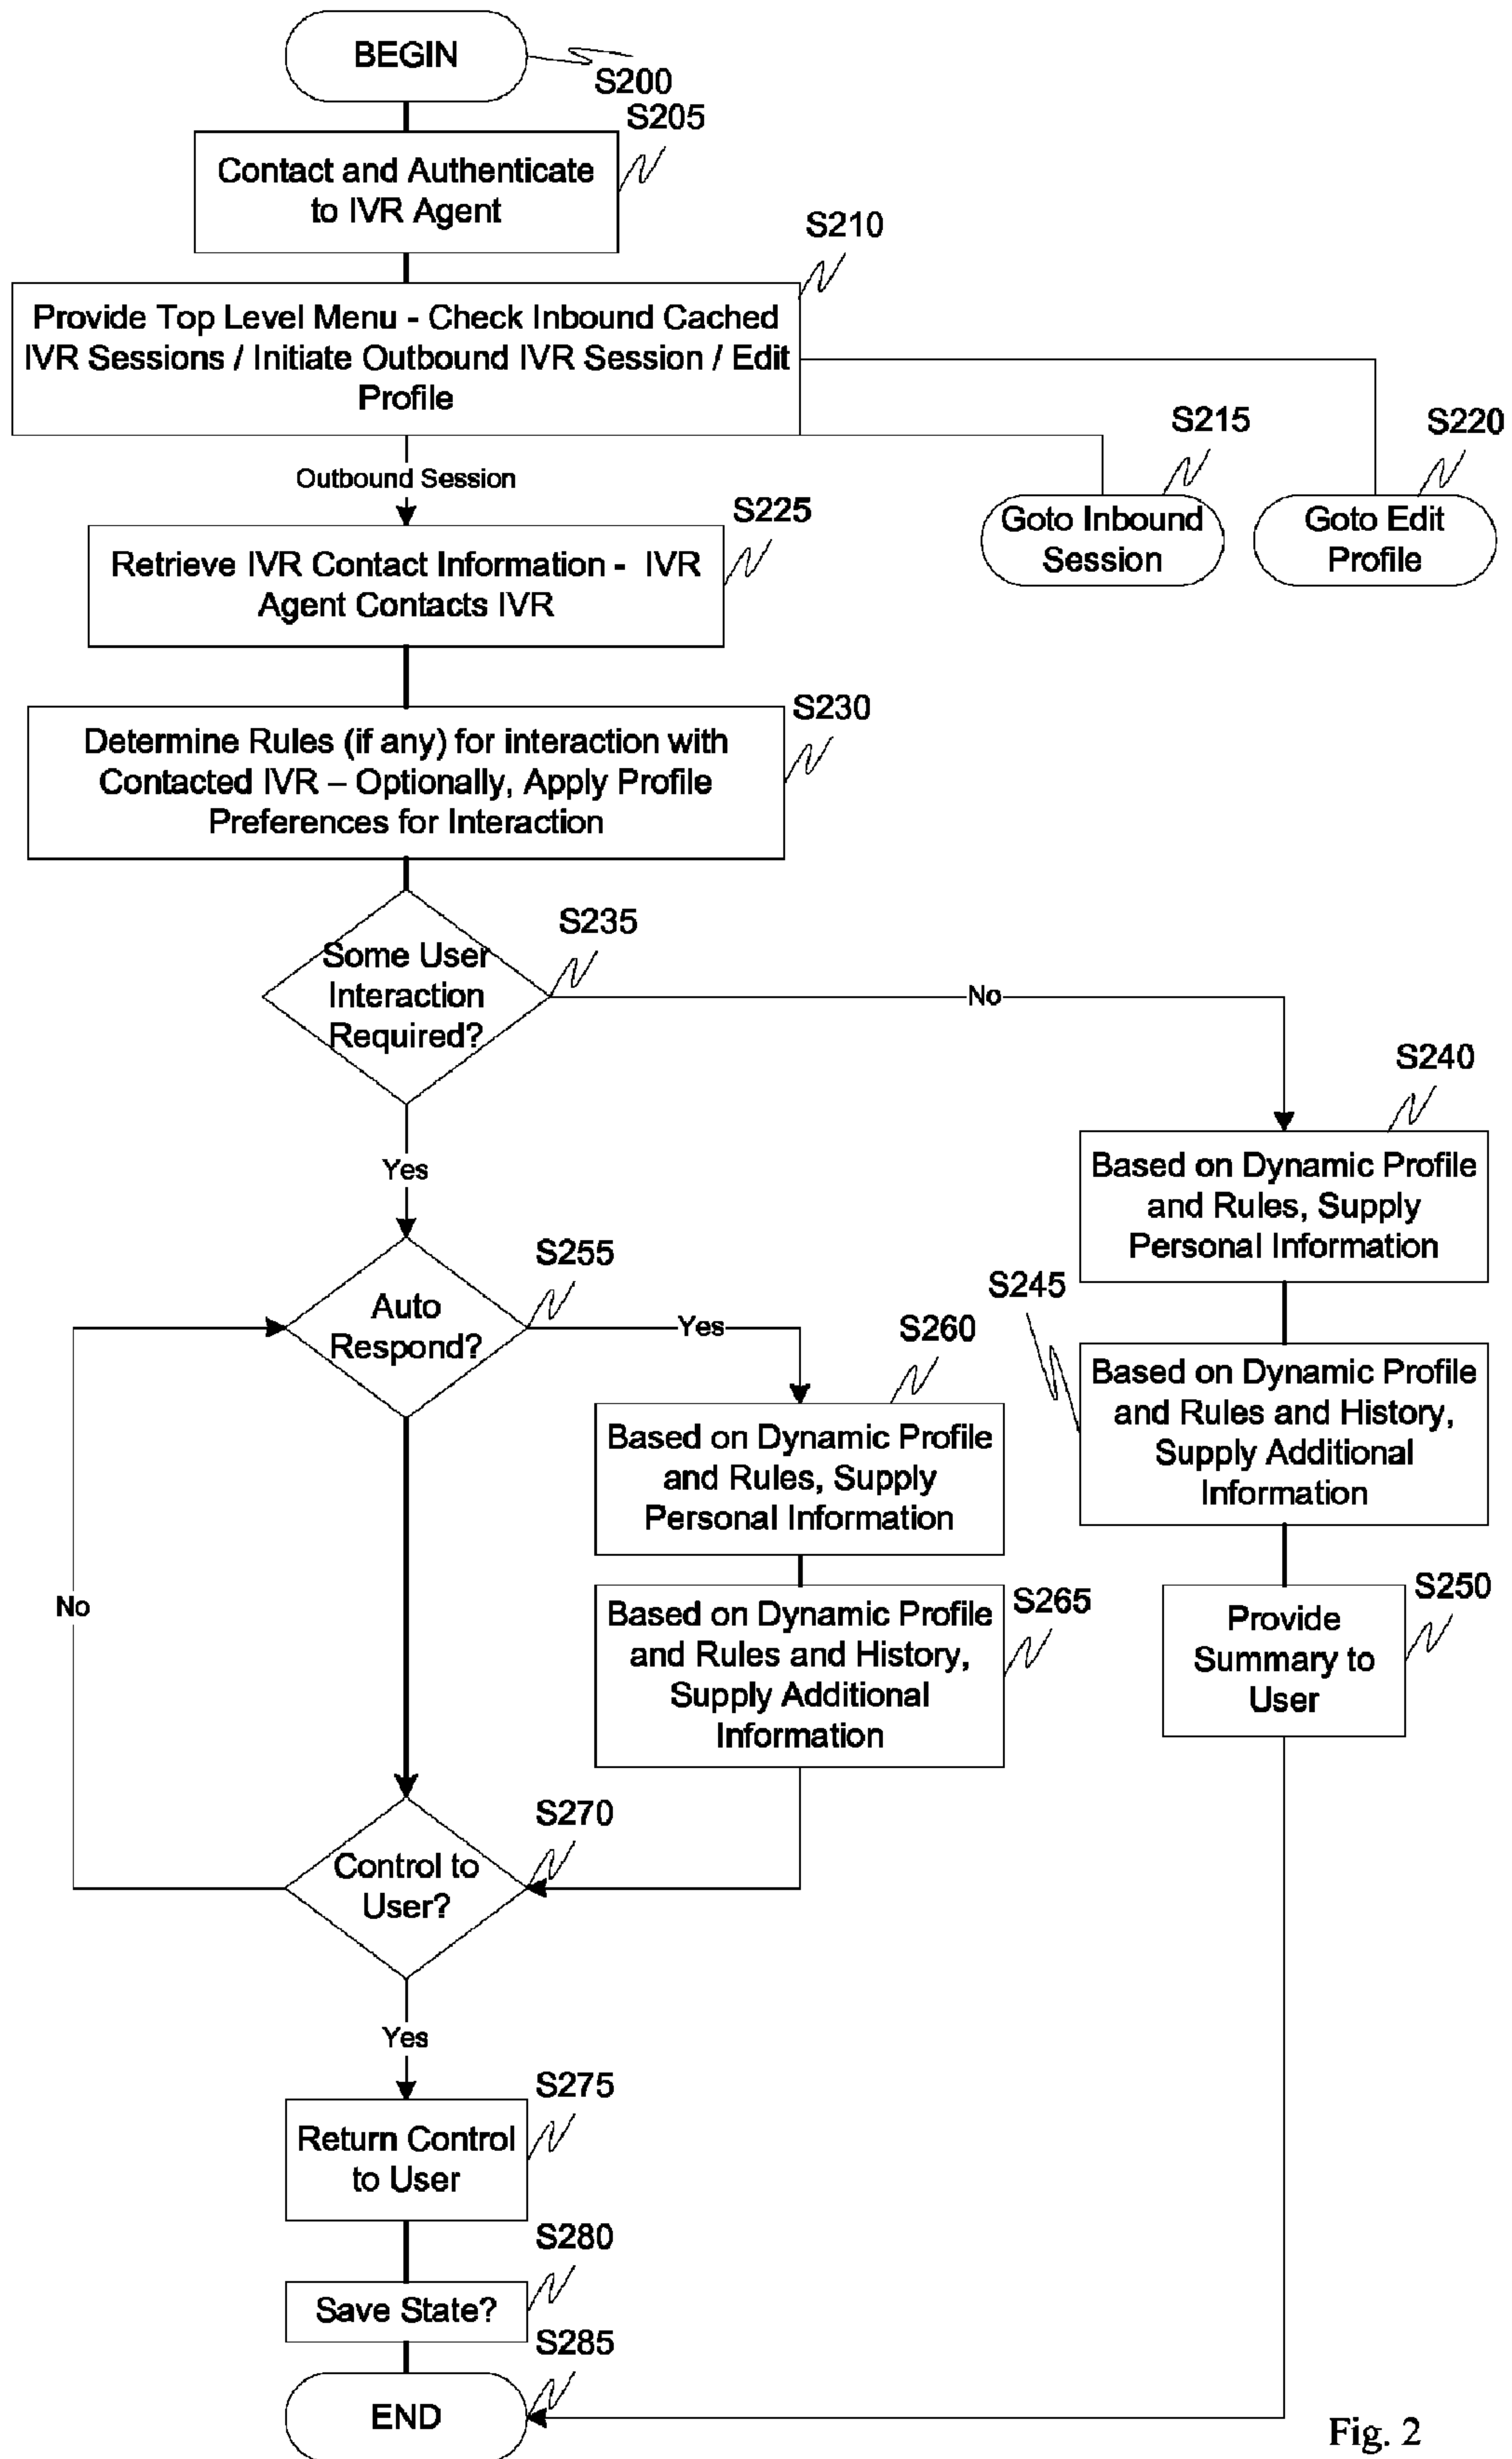 BEGIN
S200
S205
Contact and Authenticate
to IVR Agent
S210
Provide Top Level Menu - Check Inbound Cached
IVR Sessions / Initiate Outbound IVR Session / Edit
Profile
S215
S220
Outbound Session
Goto Inbound
Session
Goto Edit
Profile
S225
Retrieve IVR Contact Information - IVR
Agent Contacts IVR
S230
Determine Rules (if any) for interaction with
Contacted IVR – Optionally, Apply Profile
Preferences for Interaction
S235
Some User
Interaction
Required?
No
S240
Based on Dynamic Profile
and Rules, Supply
Personal Information
Yes
S255
Auto
Respond?
Yes
S245
Based on Dynamic Profile
and Rules and History,
Supply Additional
Information
S260
Based on Dynamic Profile
and Rules, Supply
Personal Information
S265
Based on Dynamic Profile
and Rules and History,
Supply Additional
Information
S250
Provide
Summary to
User
No
S270
Control to
User?
Yes
S275
Return Control
to User
S280
Save State?
S285
END
Fig. 2